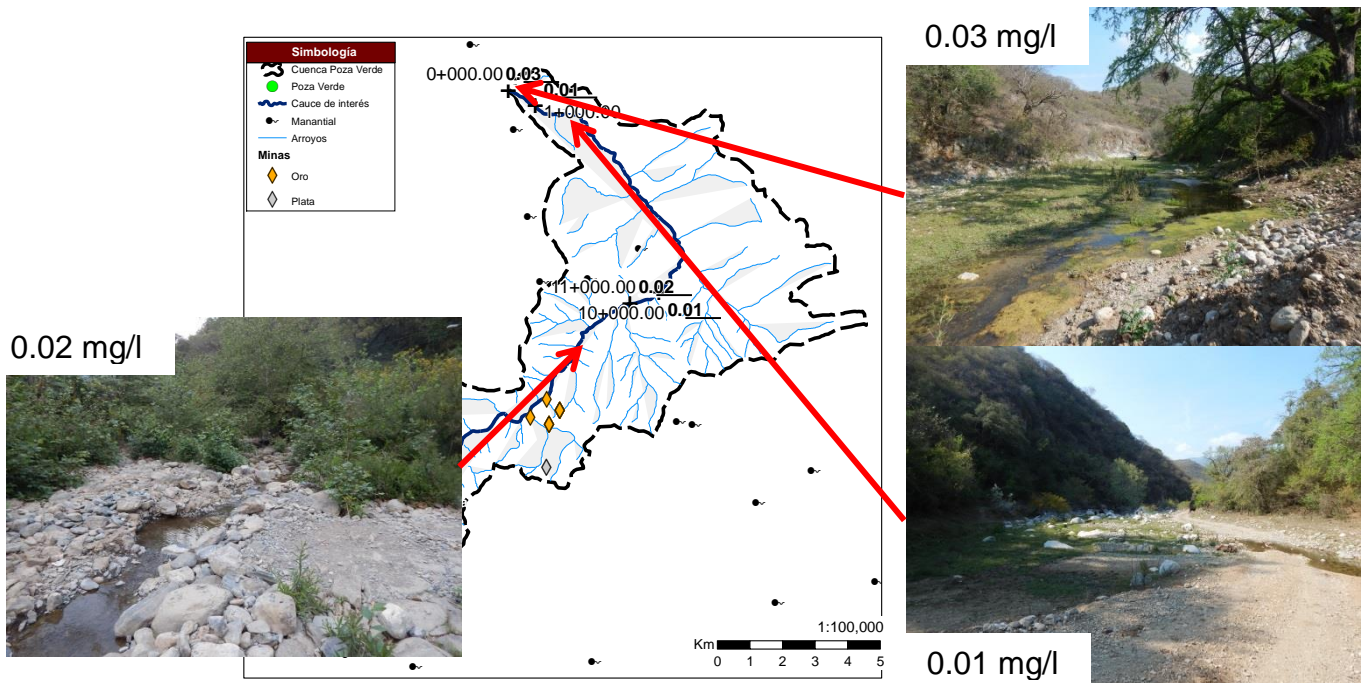 0.03 mg/l
Simbología
Cuenca Poza Verde
Poza Verde
Cauce de interés
Manantial
Arroyos
Minas
Oro
Plata
0+000.00 0.03
0.01
1+000.00
11+000.00 0.02
10+000.00 0.01
0.02 mg/l
1:100,000
Km
0 1 2 3 4 5
0.01 mg/l